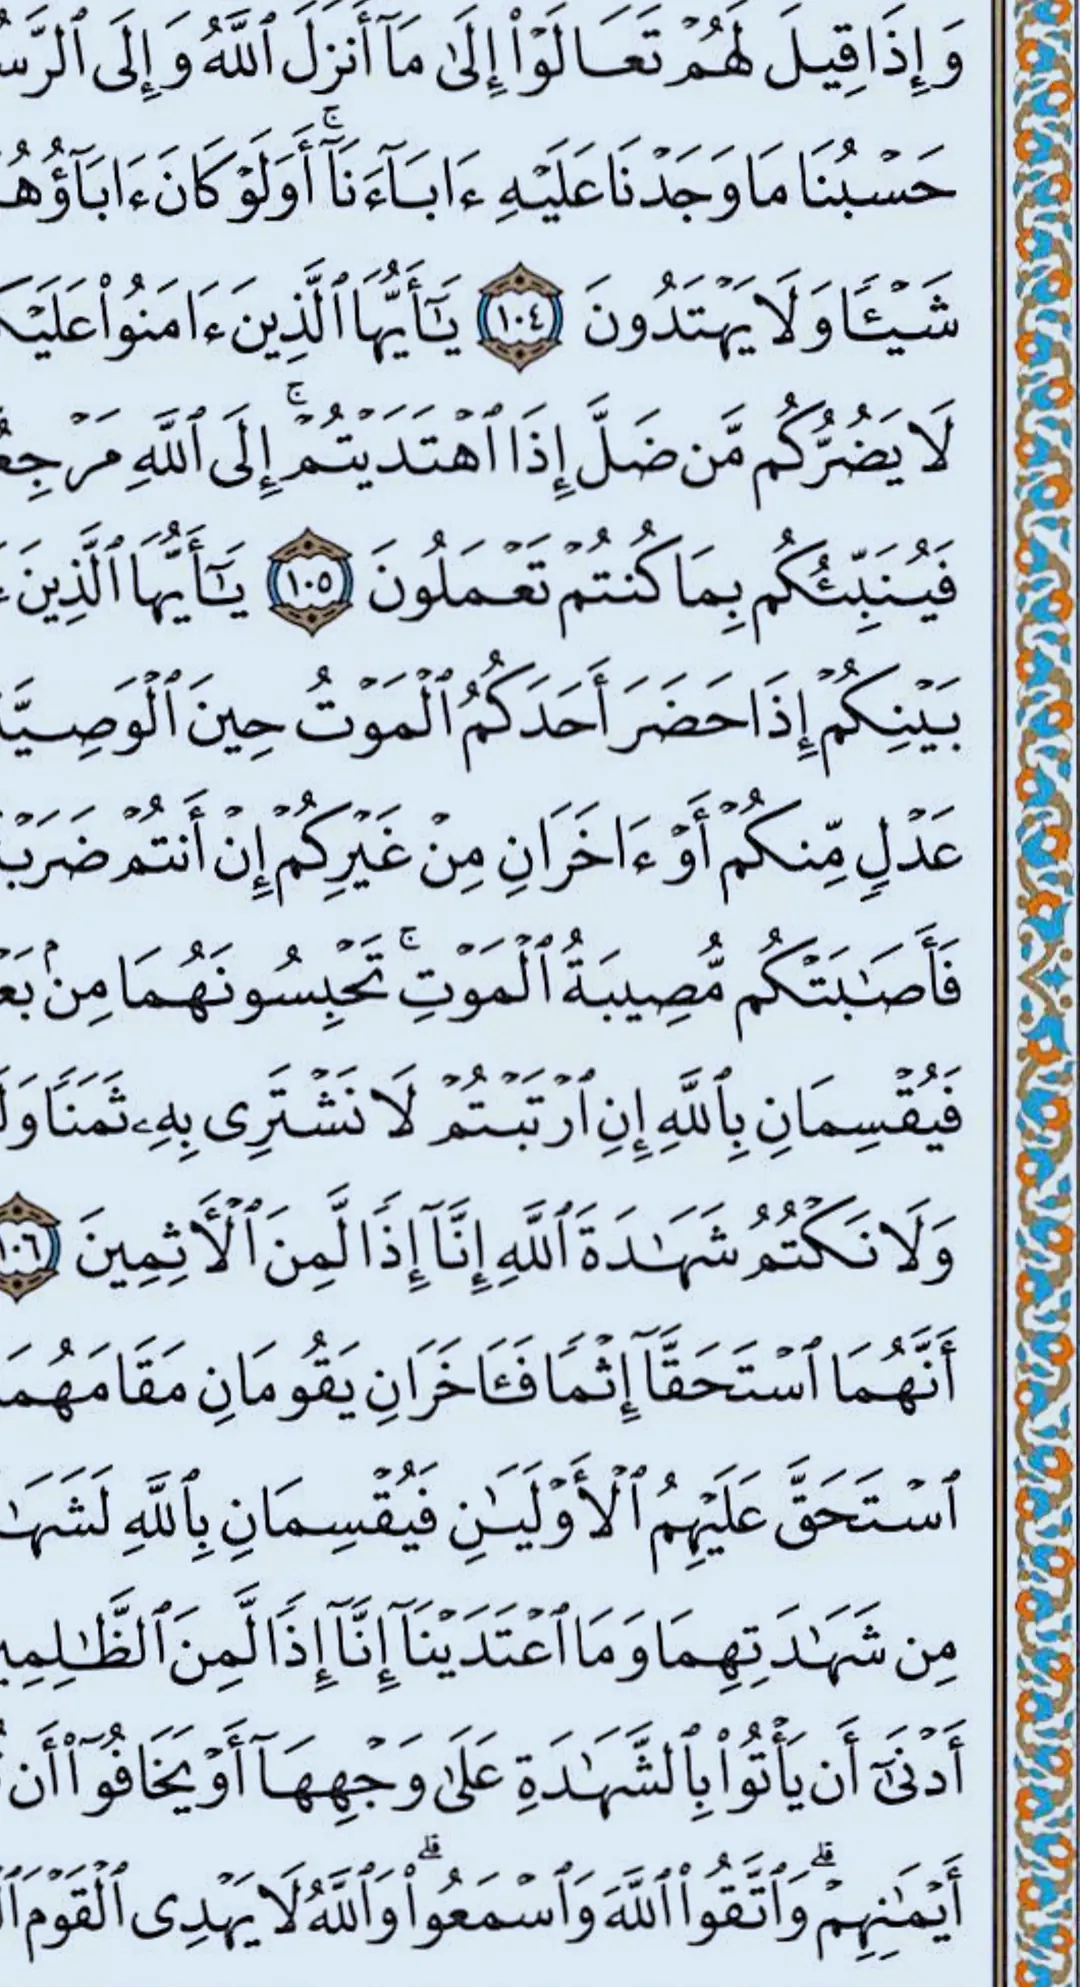 وَإِذَا قِيلَ لَهُمْ تَعَالَوْا۟ إِلَىٰ مَآ أَنزَلَ ٱللَّهُ وَإِلَى ٱلرَّس
حَسْبُنَا مَا وَجَدْنَا عَلَيْهِ ءَابَآءَنَآ ۚ أَوَلَوْ كَانَ ءَابَآؤُهُ
شَيْـًٔا وَلَا يَهْتَدُونَ ١٠٤ يَـٰٓأَيُّهَا ٱلَّذِينَ ءَامَنُوا۟ عَلَيْك
لَا يَضُرُّكُم مَّن ضَلَّ إِذَا ٱهْتَدَيْتُمْ ۚ إِلَى ٱللَّهِ مَرْجِعُ
فَيُنَبِّئُكُم بِمَا كُنتُمْ تَعْمَلُونَ ١٠٥ يَـٰٓأَيُّهَا ٱلَّذِينَ
بَيْنِكُمْ إِذَا حَضَرَ أَحَدَكُمُ ٱلْمَوْتُ حِينَ ٱلْوَصِيَّ
عَدْلٍ مِّنكُمْ أَوْ ءَاخَرَانِ مِنْ غَيْرِكُمْ إِنْ أَنتُمْ ضَرَبْ
فَأَصَـٰبَتْكُم مُّصِيبَةُ ٱلْمَوْتِ ۚ تَحْبِسُونَهُمَا مِنۢ بَعْ
فَيُقْسِمَانِ بِٱللَّهِ إِنِ ٱرْتَبْتُمْ لَا نَشْتَرِى بِهِۦ ثَمَنًا وَلَ
وَلَا نَكْتُمُ شَهَـٰدَةَ ٱللَّهِ إِنَّآ إِذًا لَّمِنَ ٱلْـَٔاثِمِينَ ١٠٦
أَنَّهُمَا ٱسْتَحَقَّآ إِثْمًا فَـَٔاخَرَانِ يَقُومَانِ مَقَامَهُمَ
ٱسْتَحَقَّ عَلَيْهِمُ ٱلْأَوْلَيَـٰنِ فَيُقْسِمَانِ بِٱللَّهِ لَشَهَـٰ
مِن شَهَـٰدَتِهِمَا وَمَا ٱعْتَدَيْنَآ إِنَّآ إِذًا لَّمِنَ ٱلظَّـٰلِمِي
أَدْنَىٰٓ أَن يَأْتُوا۟ بِٱلشَّهَـٰدَةِ عَلَىٰ وَجْهِهَآ أَوْ يَخَافُوٓا۟ أَن
أَيْمَـٰنِهِمْ ۗ وَٱتَّقُوا۟ ٱللَّهَ وَٱسْمَعُوا۟ ۗ وَٱللَّهُ لَا يَهْدِى ٱلْقَوْمَ ٱل